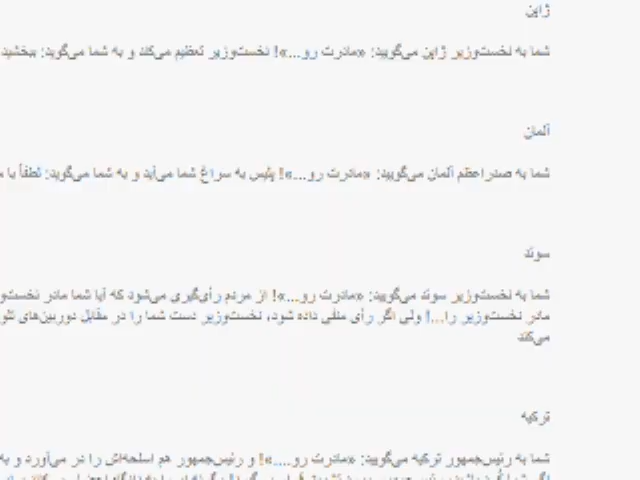 ژاپن
شما به نخست‌وزیر ژاپن می‌گویید: «مادرت رو...»! نخست‌وزیر تعظیم می‌کند و به شما می‌گوید: ببخشید
آلمان
شما به صدراعظم آلمان می‌گویید: «مادرت رو...»! پلیس به سراغ شما می‌آید و به شما می‌گوید: لطفاً با
سوئد
شما به نخست‌وزیر سوئد می‌گویید: «مادرت رو...»! از مردم رأی‌گیری می‌شود که آیا شما مادر
مادر نخست‌وزیر را...! ولی اگر رأی منفی داده شود، نخست‌وزیر دست شما را در مقابل دوربین‌های
می‌کند
ترکیه
شما به رئیس‌جمهور ترکیه می‌گویید: «مادرت رو....»! و رئیس‌جمهور هم اسلحه‌اش را در می‌آورد و به